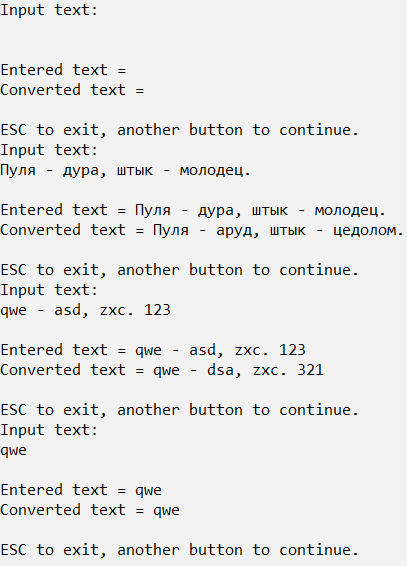 Input text:
Entered text =
Converted text =
ESC to exit, another button to continue.
Input text:
Пуля - дура, штык - молодец.
Entered text = Пуля - дура, штык - молодец.
Converted text = Пуля - аруд, штык - цедолом.
ESC to exit, another button to continue.
Input text:
qwe - asd, zxc. 123
Entered text = qwe - asd, zxc. 123
Converted text = qwe - dsa, zxc. 321
ESC to exit, another button to continue.
Input text:
qwe
Entered text = qwe
Converted text = qwe
ESC to exit, another button to continue.